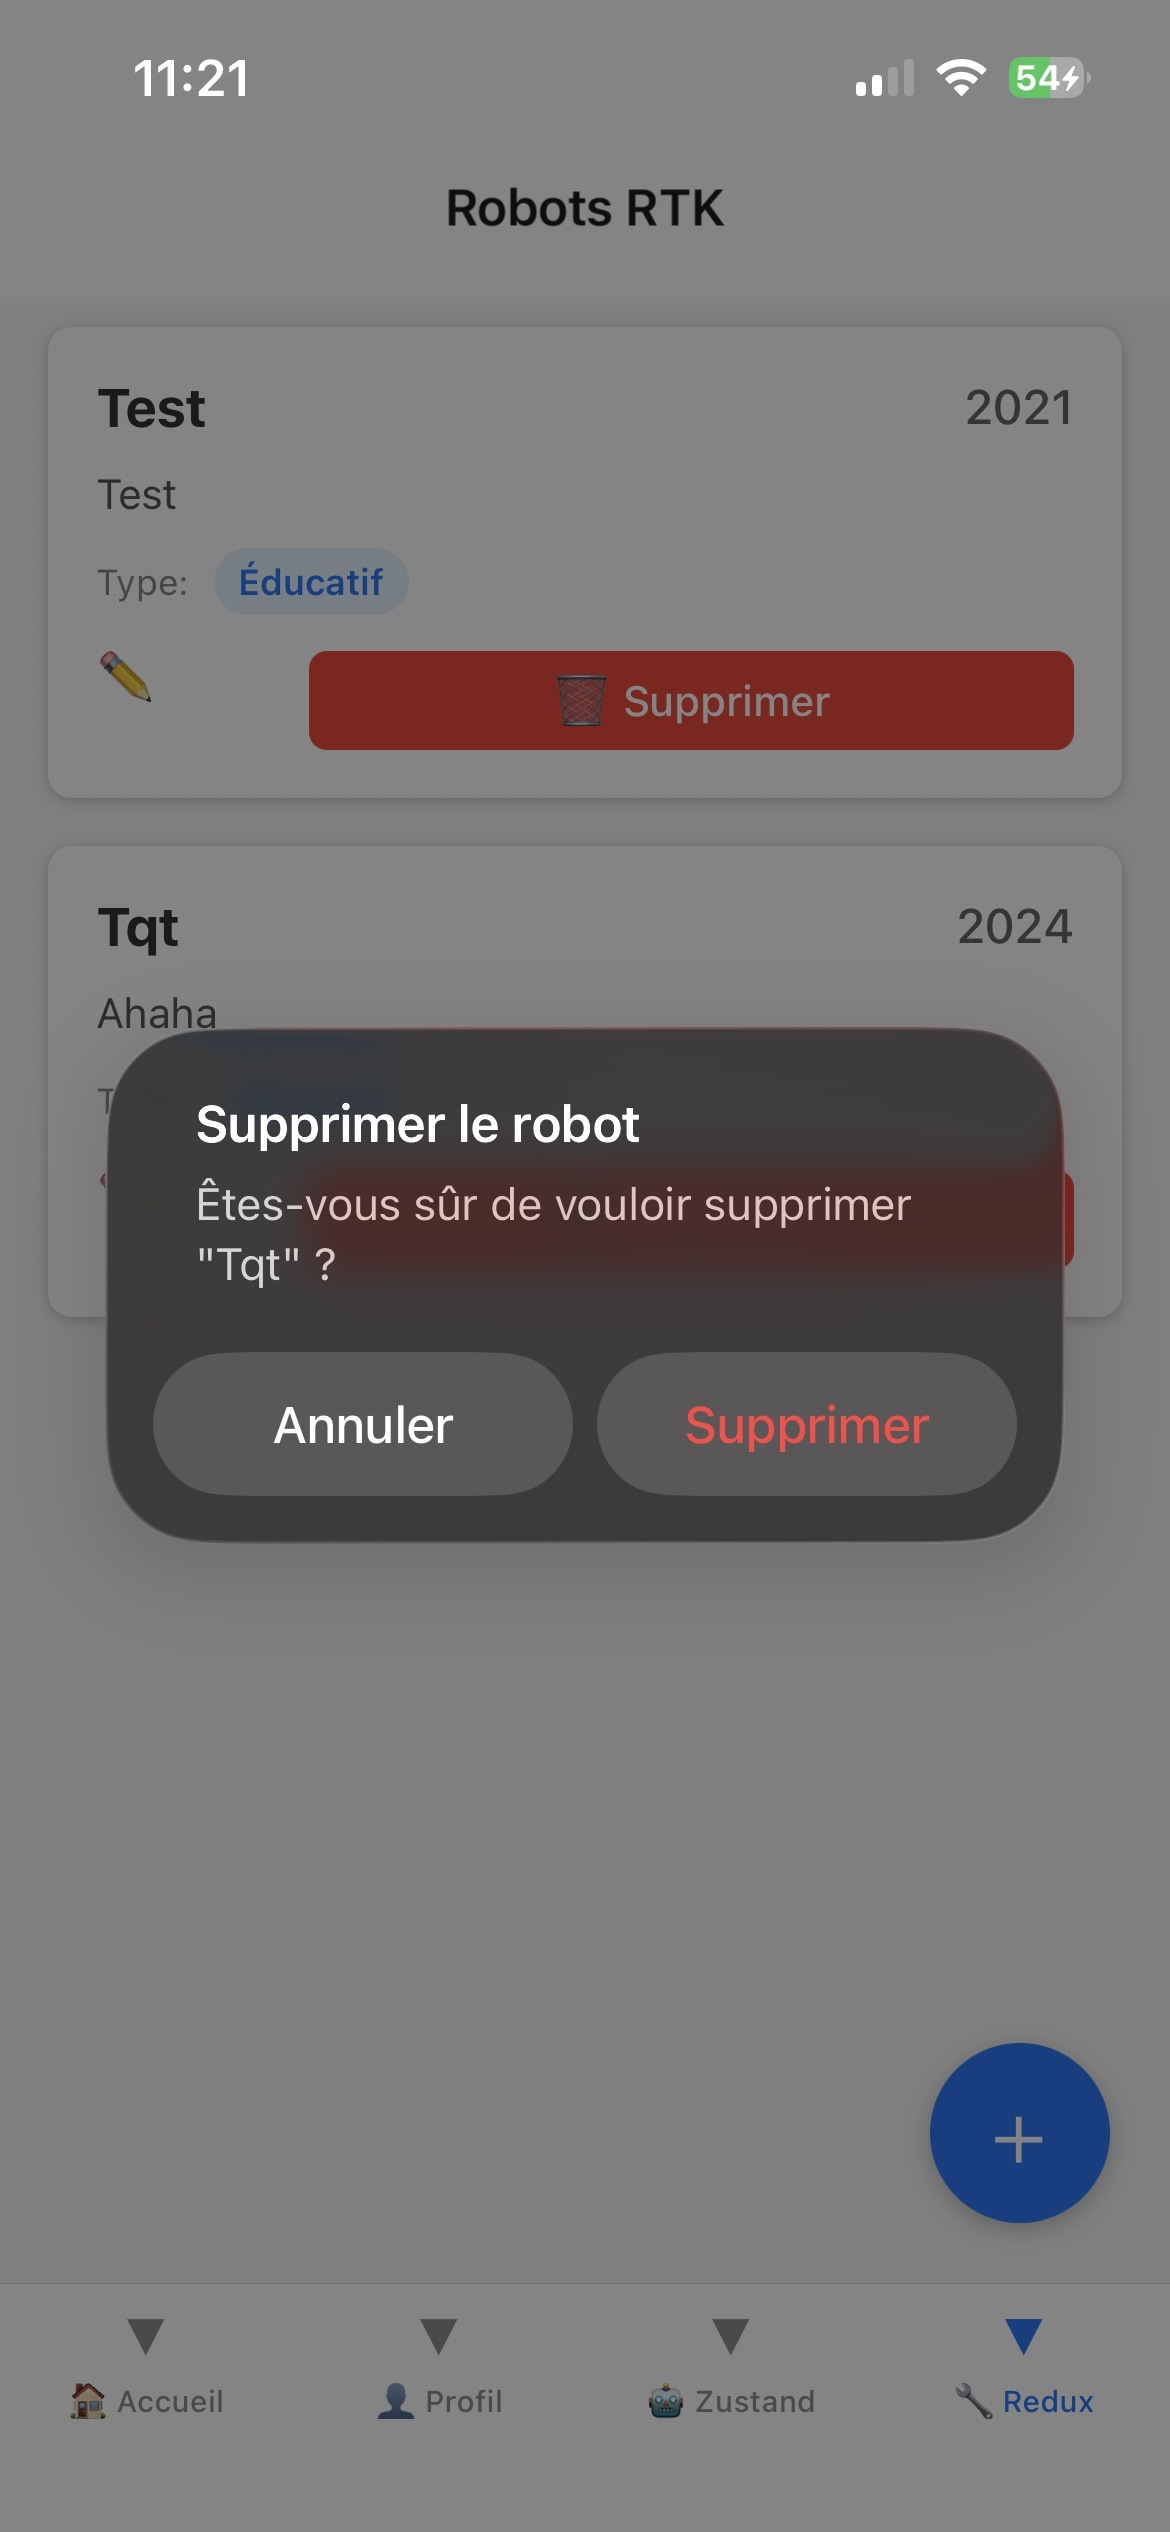 11:21
54
Robots RTK
Test
2021
Test
Type:
Éducatif
Supprimer
Tqt
2024
Ahaha
Supprimer le robot
Êtes-vous sûr de vouloir supprimer
"Tqt" ?
Annuler
Supprimer
+
Accueil
Profil
Zustand
Redux